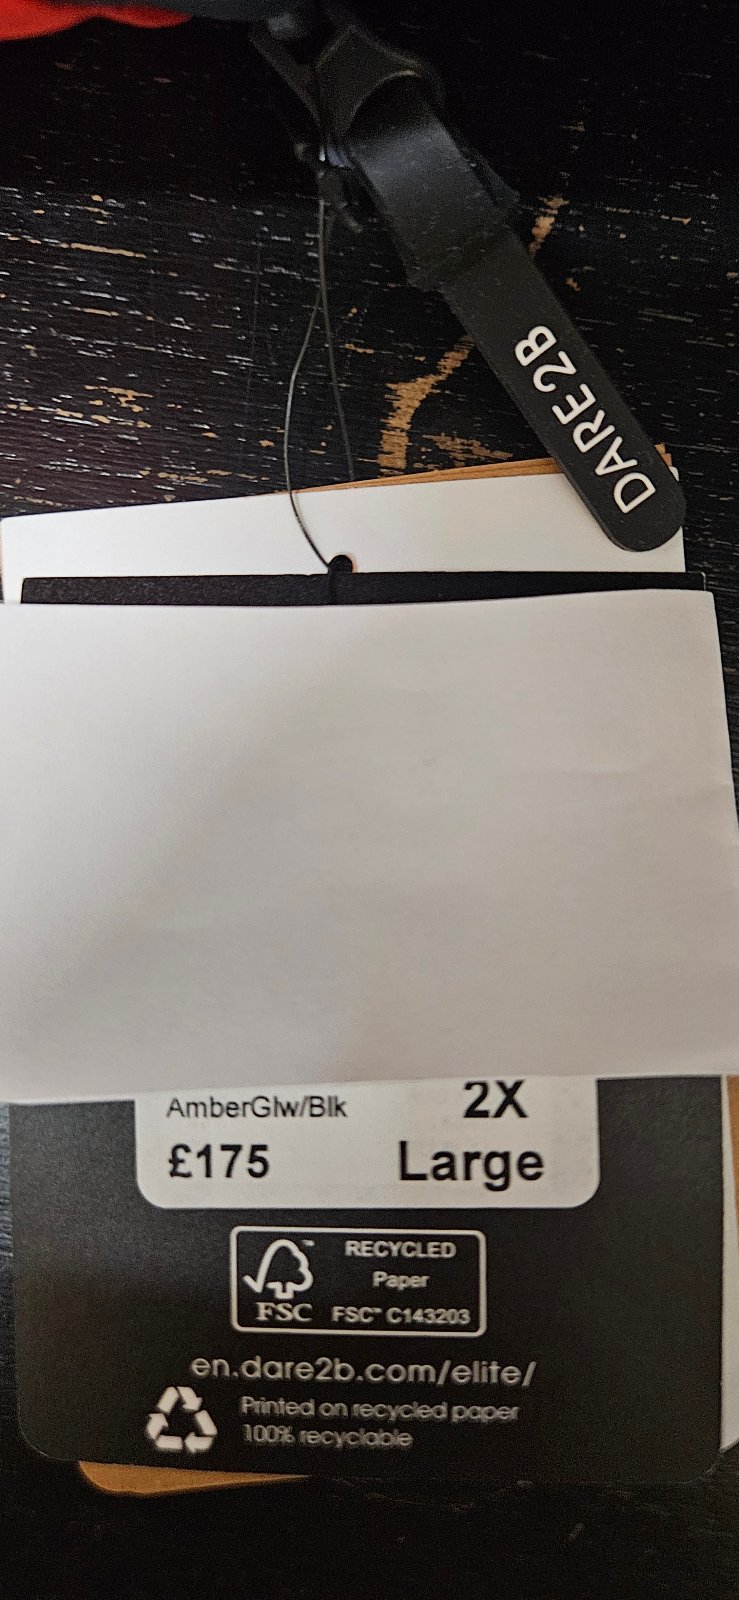 DARE2B
AmberGlw/Blk
2X
£175
Large
FSC™
RECYCLED
Paper
FSC™ C143203
en.dare2b.com/elite/
Printed on recycled paper
100% recyclable